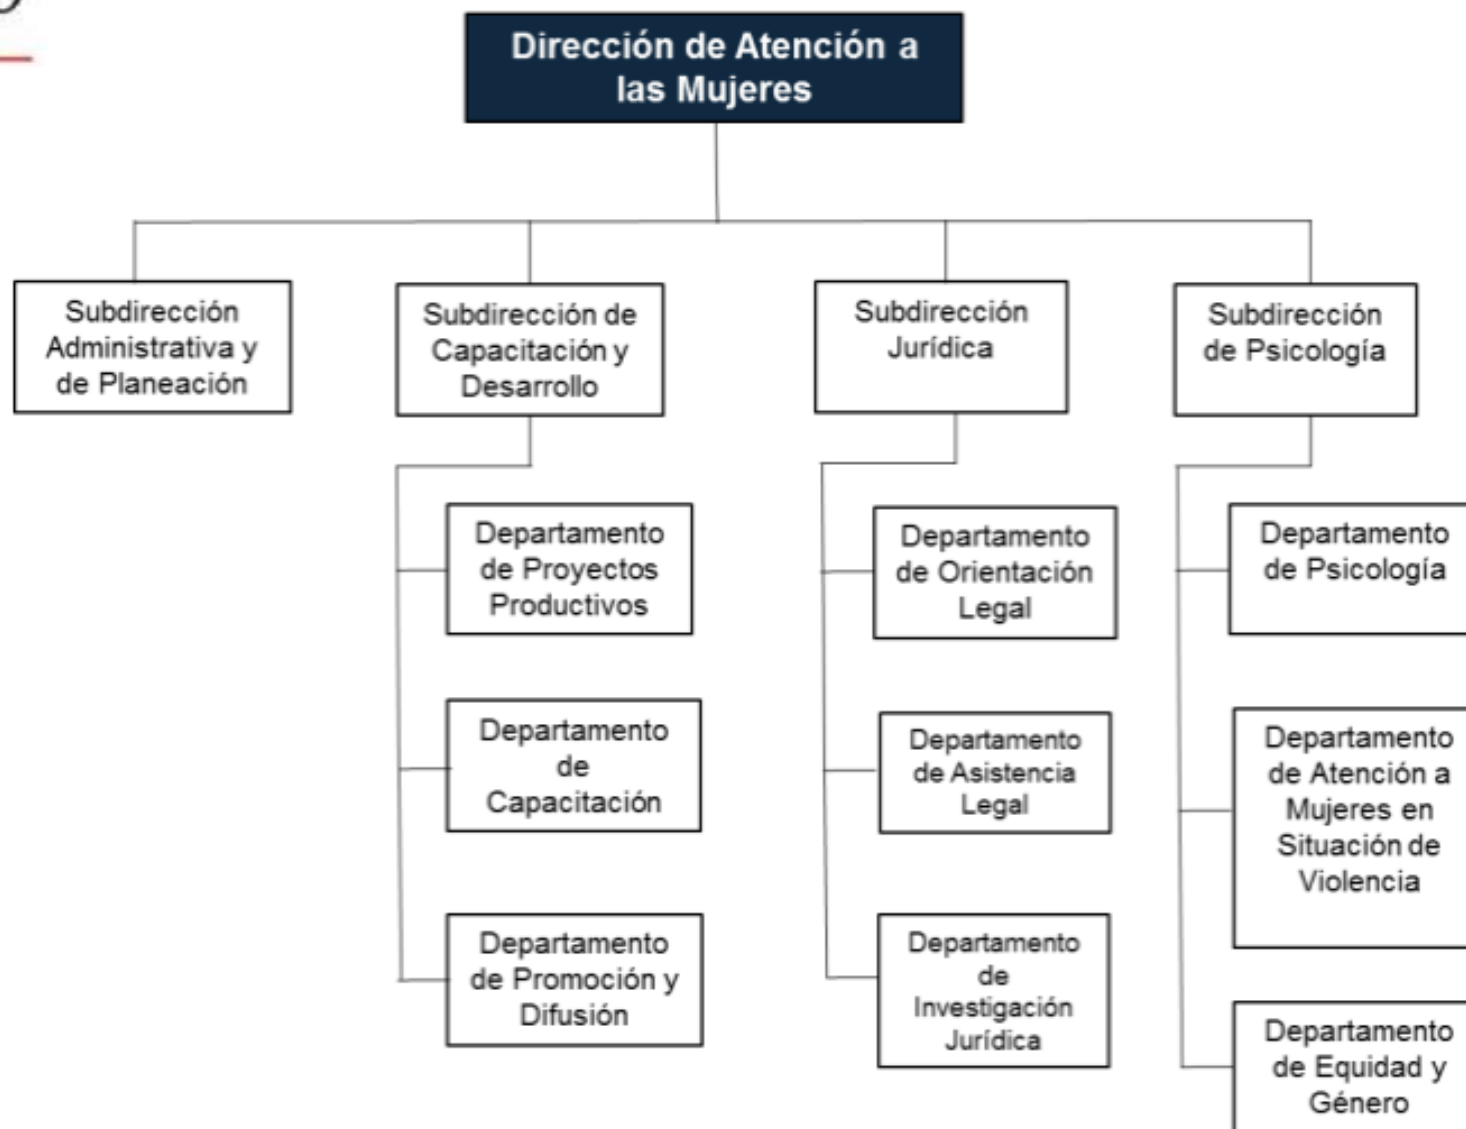 Dirección de Atención a
las Mujeres
Subdirección
Administrativa y
de Planeación
Subdirección de
Capacitación y
Desarrollo
Subdirección
Jurídica
Subdirección
de Psicología
Departamento
de Proyectos
Productivos
Departamento
de
Capacitación
Departamento
de Promoción y
Difusión
Departamento
de Orientación
Legal
Departamento
de Asistencia
Legal
Departamento
de
Investigación
Jurídica
Departamento
de Psicología
Departamento
de Atención a
Mujeres en
Situación de
Violencia
Departamento
de Equidad y
Género